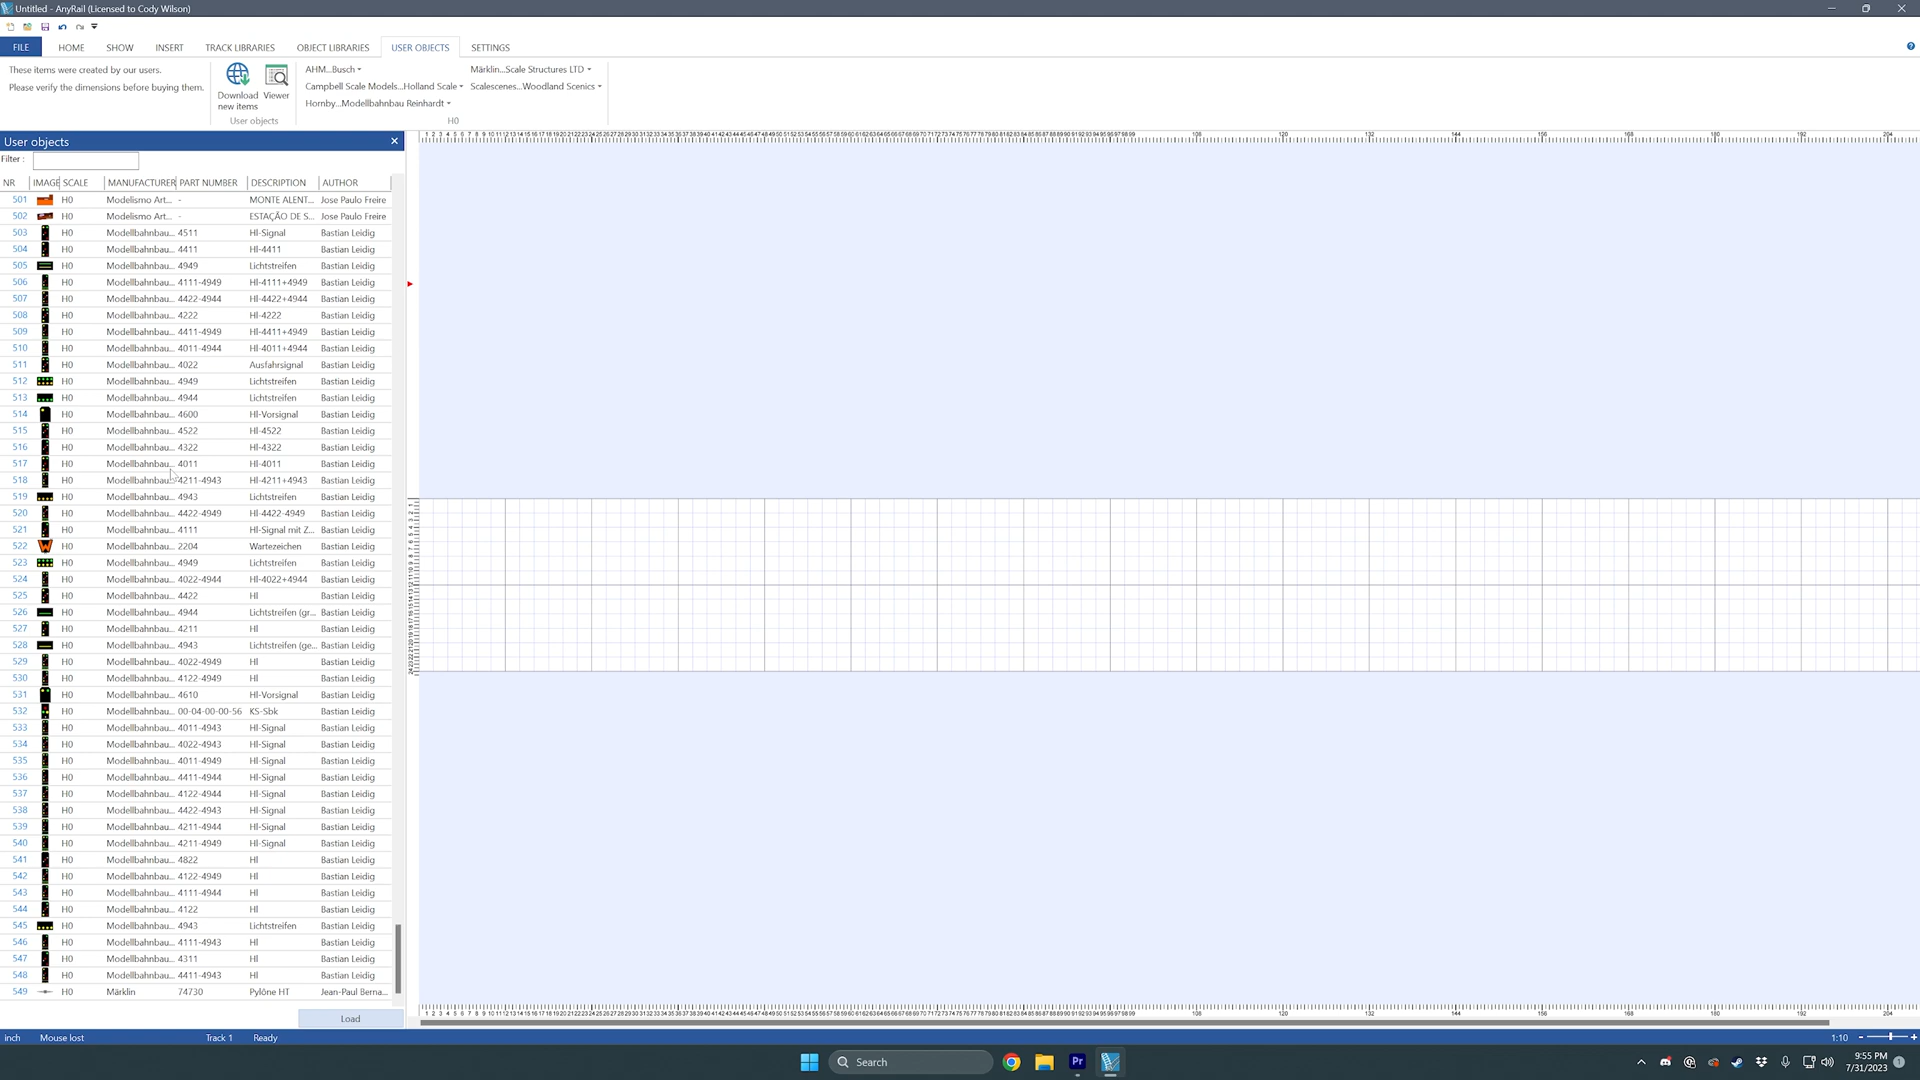 Untitled - AnyRail (Licensed to Cody Wilson)
FILE HOME SHOW INSERT TRACK LIBRARIES OBJECT LIBRARIES USER OBJECTS SETTINGS
These items were created by our users.
Please verify the dimensions before buying them.
Download new items
Viewer
User objects
AHM...Busch
Campbell Scale Models...Holland Scale
Hornby...Modellbahnbau Reinhardt
Märklin...Scale Structures LTD
Scalescenes...Woodland Scenics
H0
User objects
Filter :
NR IMAGE SCALE MANUFACTURER PART NUMBER DESCRIPTION AUTHOR
501 H0 Modelismo Art... - MONTE ALENT... Jose Paulo Freire
502 H0 Modelismo Art... - ESTAÇÃO DE S... Jose Paulo Freire
503 H0 Modellbahnbau... 4511 Hl-Signal Bastian Leidig
504 H0 Modellbahnbau... 4411 Hl-4411 Bastian Leidig
505 H0 Modellbahnbau... 4949 Lichtstreifen Bastian Leidig
506 H0 Modellbahnbau... 4111-4949 Hl-4111+4949 Bastian Leidig
507 H0 Modellbahnbau... 4422-4944 Hl-4422+4944 Bastian Leidig
508 H0 Modellbahnbau... 4222 Hl-4222 Bastian Leidig
509 H0 Modellbahnbau... 4411-4949 Hl-4411+4949 Bastian Leidig
510 H0 Modellbahnbau... 4011-4944 Hl-4011+4944 Bastian Leidig
511 H0 Modellbahnbau... 4022 Ausfahrsignal Bastian Leidig
512 H0 Modellbahnbau... 4949 Lichtstreifen Bastian Leidig
513 H0 Modellbahnbau... 4944 Lichtstreifen Bastian Leidig
514 H0 Modellbahnbau... 4600 Hl-Vorsignal Bastian Leidig
515 H0 Modellbahnbau... 4522 Hl-4522 Bastian Leidig
516 H0 Modellbahnbau... 4322 Hl-4322 Bastian Leidig
517 H0 Modellbahnbau... 4011 Hl-4011 Bastian Leidig
518 H0 Modellbahnbau... 4211-4943 Hl-4211+4943 Bastian Leidig
519 H0 Modellbahnbau... 4943 Lichtstreifen Bastian Leidig
520 H0 Modellbahnbau... 4422-4949 Hl-4422-4949 Bastian Leidig
521 H0 Modellbahnbau... 4111 Hl-Signal mit Z... Bastian Leidig
522 H0 Modellbahnbau... 2204 Wartezeichen Bastian Leidig
523 H0 Modellbahnbau... 4949 Lichtstreifen Bastian Leidig
524 H0 Modellbahnbau... 4022-4944 Hl-4022+4944 Bastian Leidig
525 H0 Modellbahnbau... 4422 Hl Bastian Leidig
526 H0 Modellbahnbau... 4944 Lichtstreifen (gr... Bastian Leidig
527 H0 Modellbahnbau... 4211 Hl Bastian Leidig
528 H0 Modellbahnbau... 4943 Lichtstreifen (ge... Bastian Leidig
529 H0 Modellbahnbau... 4022-4949 Hl Bastian Leidig
530 H0 Modellbahnbau... 4122-4949 Hl Bastian Leidig
531 H0 Modellbahnbau... 4610 Hl-Vorsignal Bastian Leidig
532 H0 Modellbahnbau... 00-04-00-00-56 KS-Sbk Bastian Leidig
533 H0 Modellbahnbau... 4011-4943 Hl-Signal Bastian Leidig
534 H0 Modellbahnbau... 4022-4943 Hl-Signal Bastian Leidig
535 H0 Modellbahnbau... 4011-4949 Hl-Signal Bastian Leidig
536 H0 Modellbahnbau... 4411-4944 Hl-Signal Bastian Leidig
537 H0 Modellbahnbau... 4122-4944 Hl-Signal Bastian Leidig
538 H0 Modellbahnbau... 4422-4943 Hl-Signal Bastian Leidig
539 H0 Modellbahnbau... 4211-4944 Hl-Signal Bastian Leidig
540 H0 Modellbahnbau... 4211-4949 Hl-Signal Bastian Leidig
541 H0 Modellbahnbau... 4822 Hl Bastian Leidig
542 H0 Modellbahnbau... 4122-4949 Hl Bastian Leidig
543 H0 Modellbahnbau... 4111-4944 Hl Bastian Leidig
544 H0 Modellbahnbau... 4122 Hl Bastian Leidig
545 H0 Modellbahnbau... 4943 Lichtstreifen Bastian Leidig
546 H0 Modellbahnbau... 4111-4943 Hl Bastian Leidig
547 H0 Modellbahnbau... 4311 Hl Bastian Leidig
548 H0 Modellbahnbau... 4411-4943 Hl Bastian Leidig
549 H0 Märklin 74730 Pylône HT Jean-Paul Berna...
Load
108 132 144 156 168 180 192 204
108 120 132 144 156 168 180 192 204
inch Mouse lost Track 1 Ready 1:10
Search
Pr
9:55 PM
7/31/2023